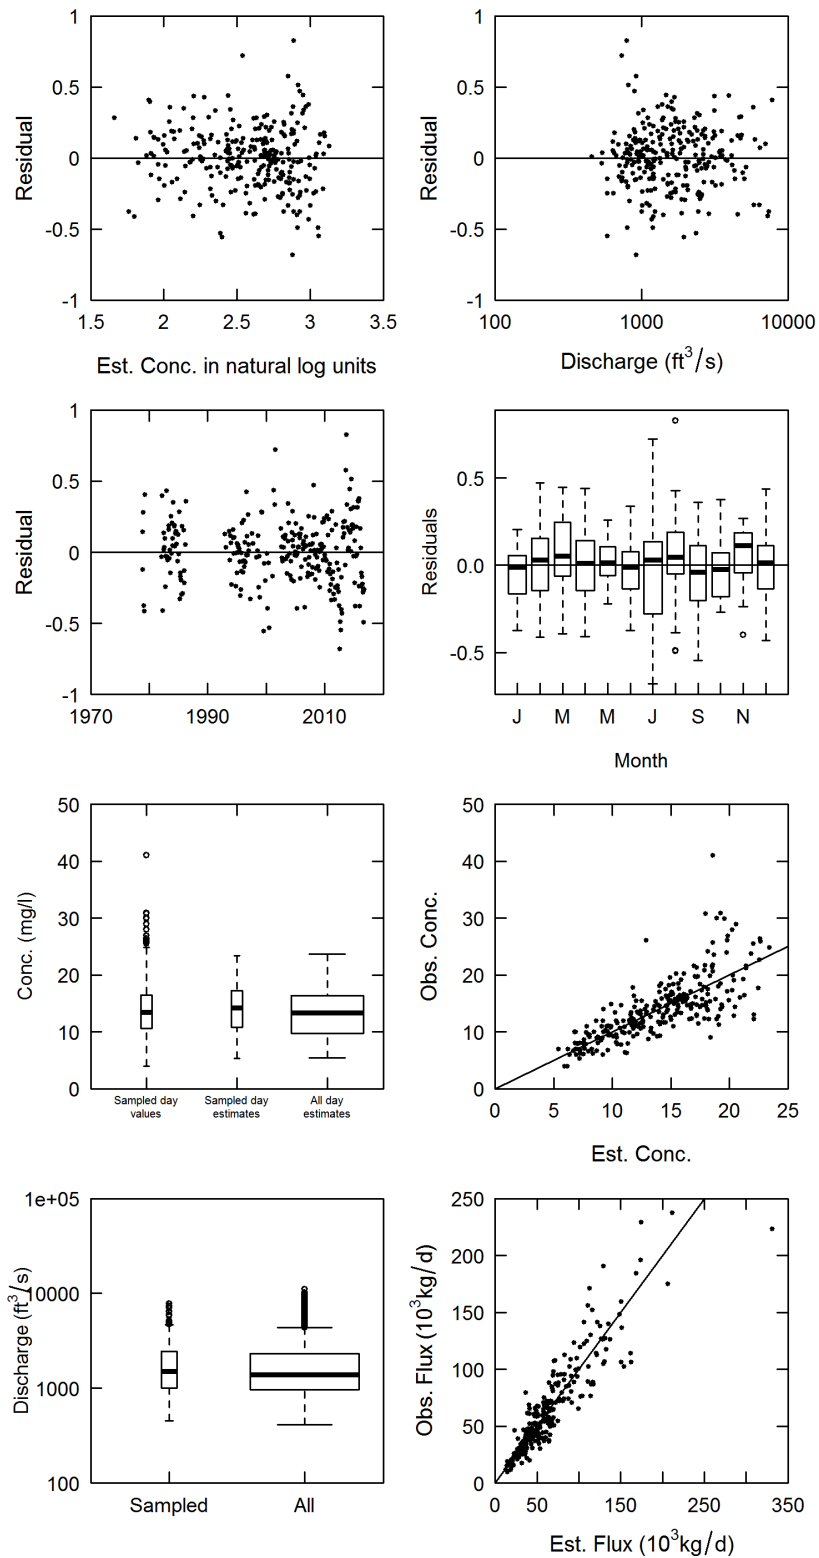 1
0.5
0
-0.5
-1
Residual
1.5 2 2.5 3 3.5
Est. Conc. in natural log units
1
0.5
0
-0.5
-1
Residual
100 1000 10000
Discharge (ft³/s)
1
0.5
0
-0.5
-1
Residual
1970 1990 2010
0.5
0.0
-0.5
Residuals
J M M J S N
Month
50
40
30
20
10
0
Conc. (mg/l)
Sampled day values
Sampled day estimates
All day estimates
50
40
30
20
10
0
Obs. Conc.
0 5 10 15 20 25
Est. Conc.
1e+05
10000
1000
100
Discharge (ft³/s)
Sampled All
250
200
150
100
50
0
Obs. Flux (10³kg/d)
0 50 150 250 350
Est. Flux (10³kg/d)